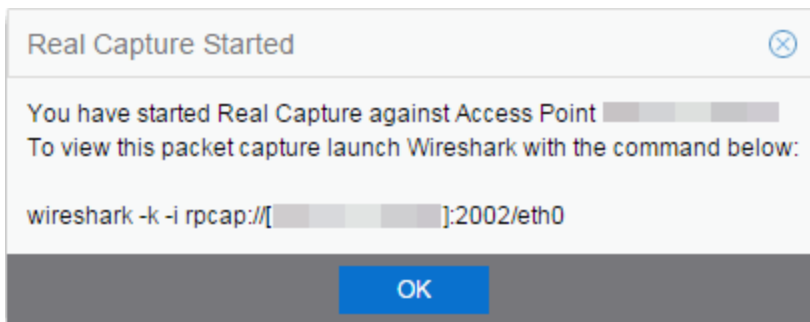 Real Capture Started
You have started Real Capture against Access Point
To view this packet capture launch Wireshark with the command below:
wireshark -k -i rpcap://[ ]:2002/eth0
OK